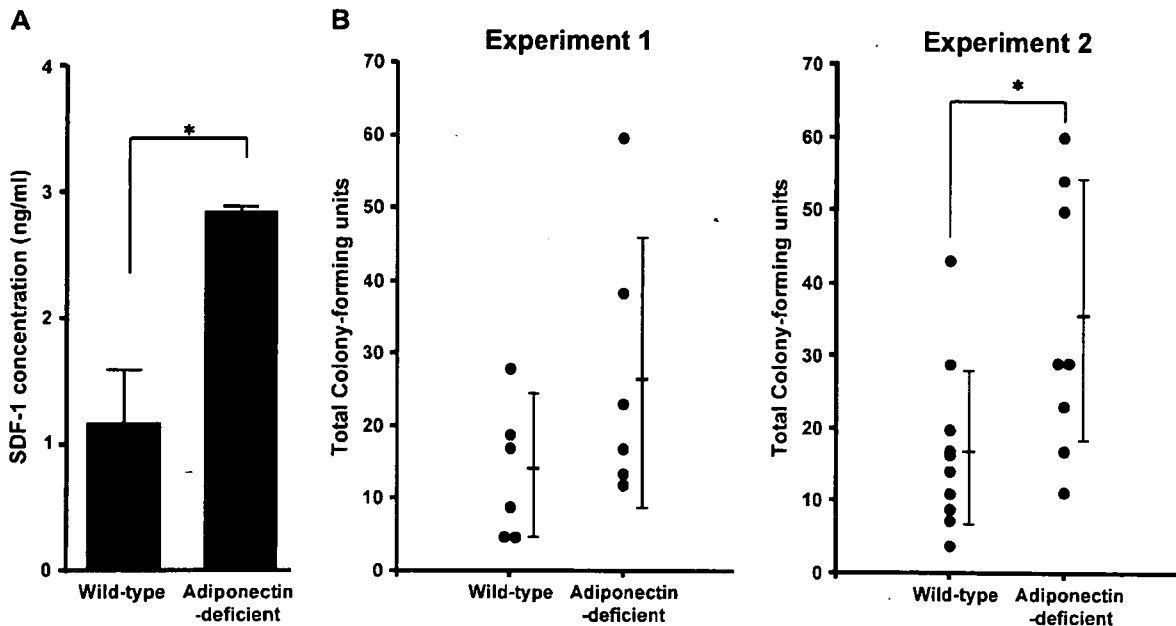 A
SDF-1 concentration (ng/ml)
4
3
2
1
0
*
Wild-type
Adiponectin
-deficient
B
Experiment 1
Total Colony-forming units
70
60
50
40
30
20
10
0
Wild-type
Adiponectin
-deficient
Experiment 2
Total Colony-forming units
70
60
50
40
30
20
10
0
*
Wild-type
Adiponectin
-deficient